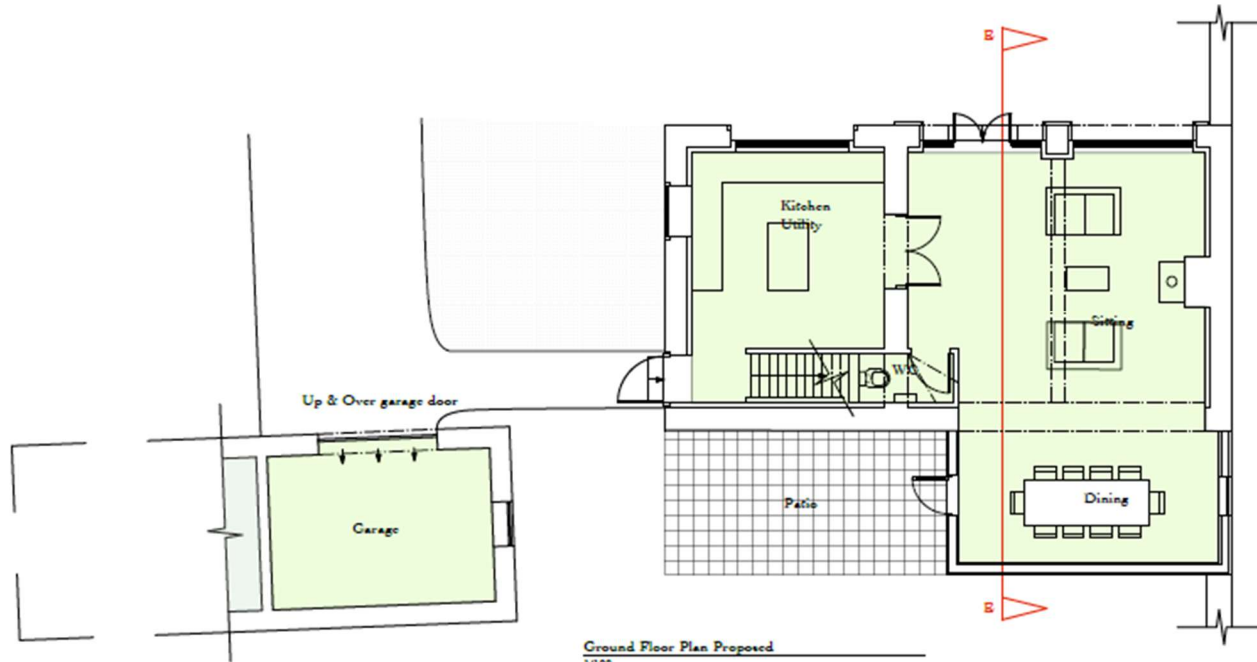 E
Kitchen
Utility
Sitting
WC
Up & Over garage door
Garage
Patio
Dining
E
Ground Floor Plan Proposed